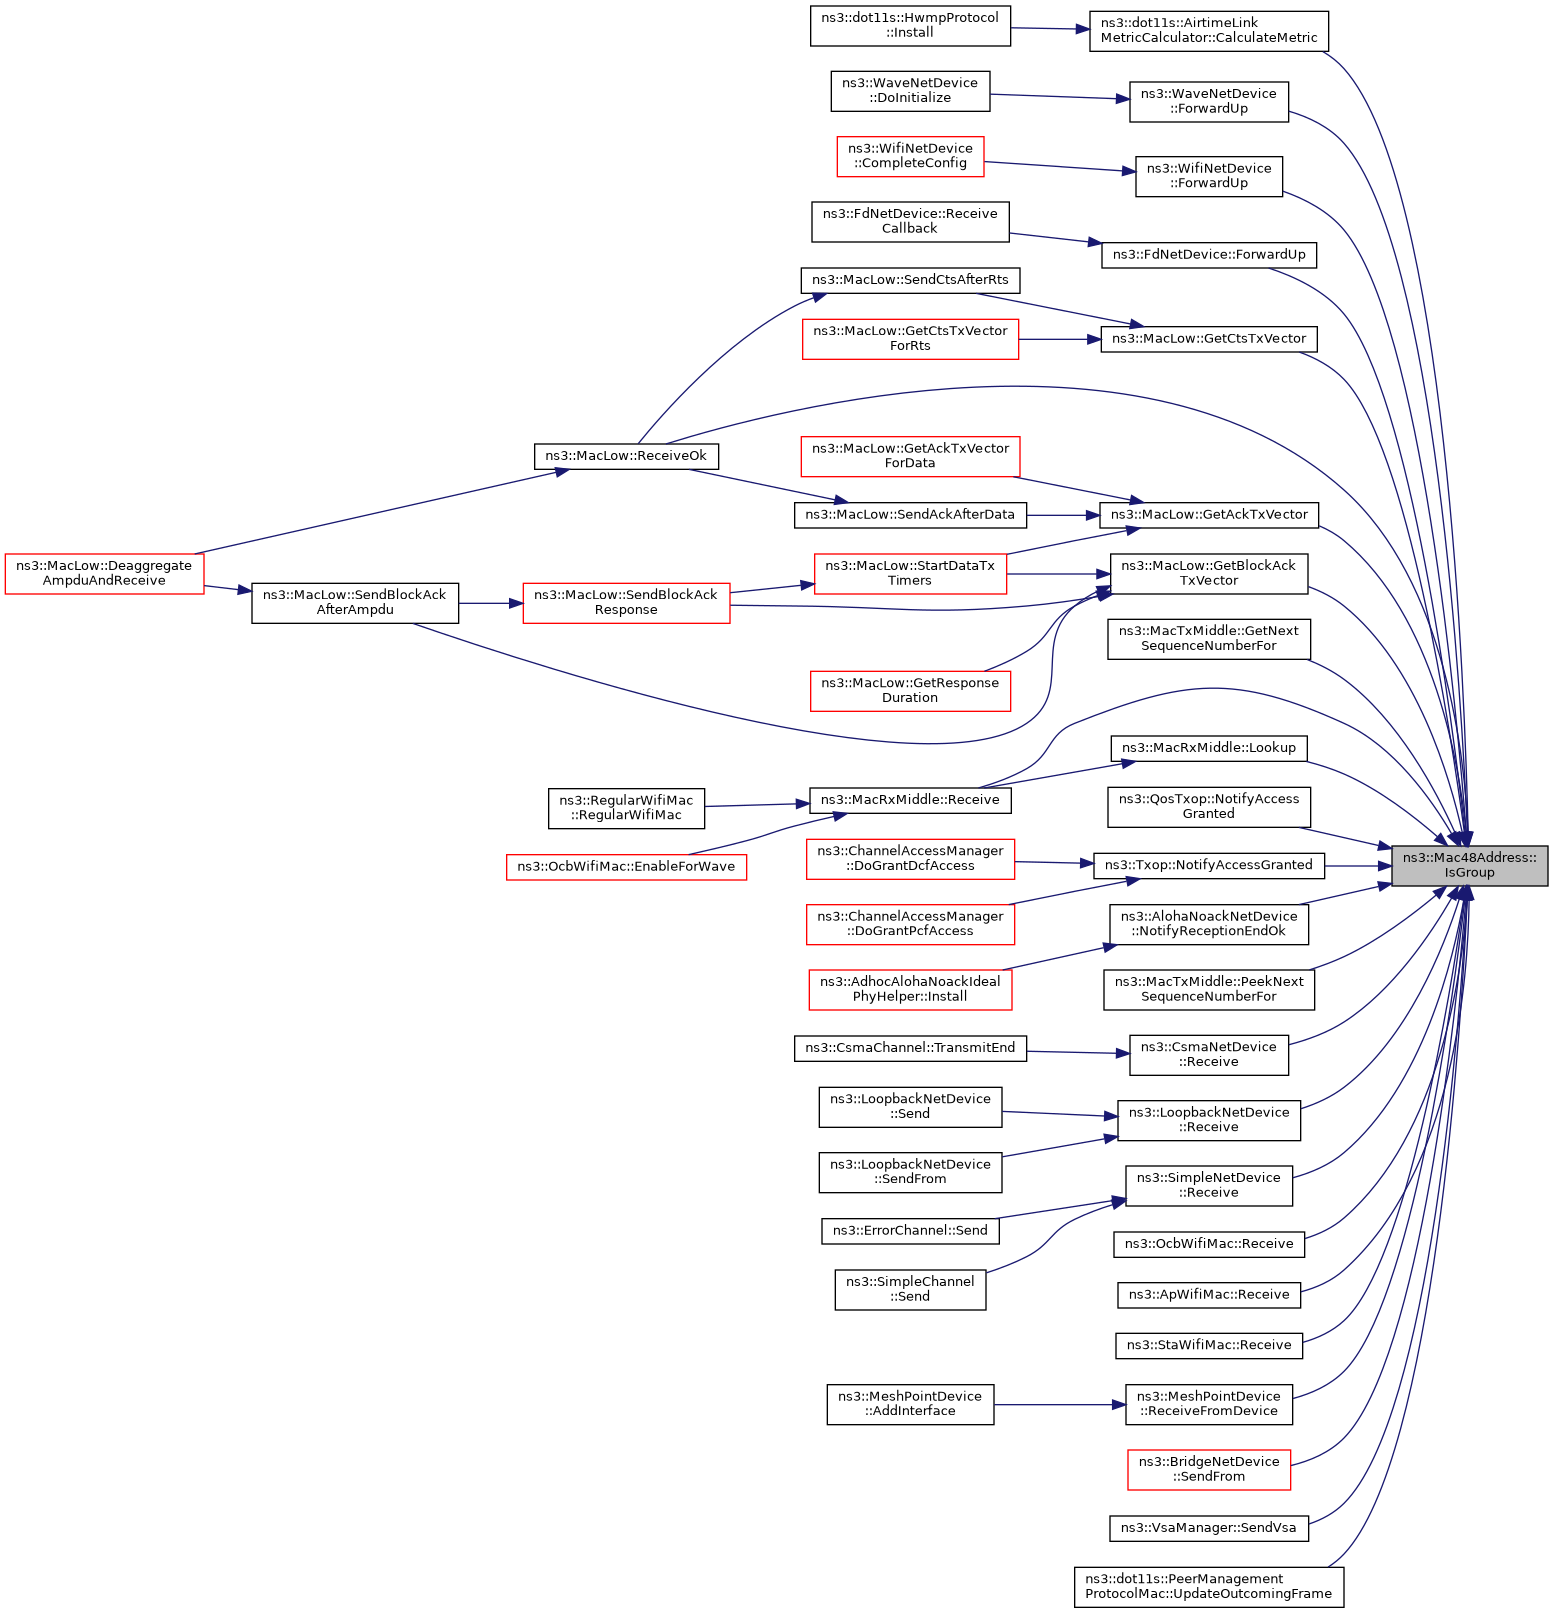 ns3::dot11s::HwmpProtocol
::Install
ns3::dot11s::AirtimeLink
MetricCalculator::CalculateMetric
ns3::WaveNetDevice
::DoInitialize
ns3::WaveNetDevice
::ForwardUp
ns3::WifiNetDevice
::CompleteConfig
ns3::WifiNetDevice
::ForwardUp
ns3::FdNetDevice::Receive
Callback
ns3::FdNetDevice::ForwardUp
ns3::MacLow::SendCtsAfterRts
ns3::MacLow::GetCtsTxVector
ForRts
ns3::MacLow::GetCtsTxVector
ns3::MacLow::ReceiveOk
ns3::MacLow::GetAckTxVector
ForData
ns3::MacLow::SendAckAfterData
ns3::MacLow::GetAckTxVector
ns3::MacLow::Deaggregate
AmpduAndReceive
ns3::MacLow::SendBlockAck
AfterAmpdu
ns3::MacLow::SendBlockAck
Response
ns3::MacLow::StartDataTx
Timers
ns3::MacLow::GetBlockAck
TxVector
ns3::MacTxMiddle::GetNext
SequenceNumberFor
ns3::MacLow::GetResponse
Duration
ns3::MacRxMiddle::Lookup
ns3::RegularWifiMac
::RegularWifiMac
ns3::MacRxMiddle::Receive
ns3::QosTxop::NotifyAccess
Granted
ns3::OcbWifiMac::EnableForWave
ns3::ChannelAccessManager
::DoGrantDcfAccess
ns3::Txop::NotifyAccessGranted
ns3::Mac48Address::
IsGroup
ns3::ChannelAccessManager
::DoGrantPcfAccess
ns3::AlohaNoackNetDevice
::NotifyReceptionEndOk
ns3::AdhocAlohaNoackIdeal
PhyHelper::Install
ns3::MacTxMiddle::PeekNext
SequenceNumberFor
ns3::CsmaChannel::TransmitEnd
ns3::CsmaNetDevice
::Receive
ns3::LoopbackNetDevice
::Send
ns3::LoopbackNetDevice
::Receive
ns3::LoopbackNetDevice
::SendFrom
ns3::SimpleNetDevice
::Receive
ns3::ErrorChannel::Send
ns3::OcbWifiMac::Receive
ns3::SimpleChannel
::Send
ns3::ApWifiMac::Receive
ns3::StaWifiMac::Receive
ns3::MeshPointDevice
::AddInterface
ns3::MeshPointDevice
::ReceiveFromDevice
ns3::BridgeNetDevice
::SendFrom
ns3::VsaManager::SendVsa
ns3::dot11s::PeerManagement
ProtocolMac::UpdateOutcomingFrame